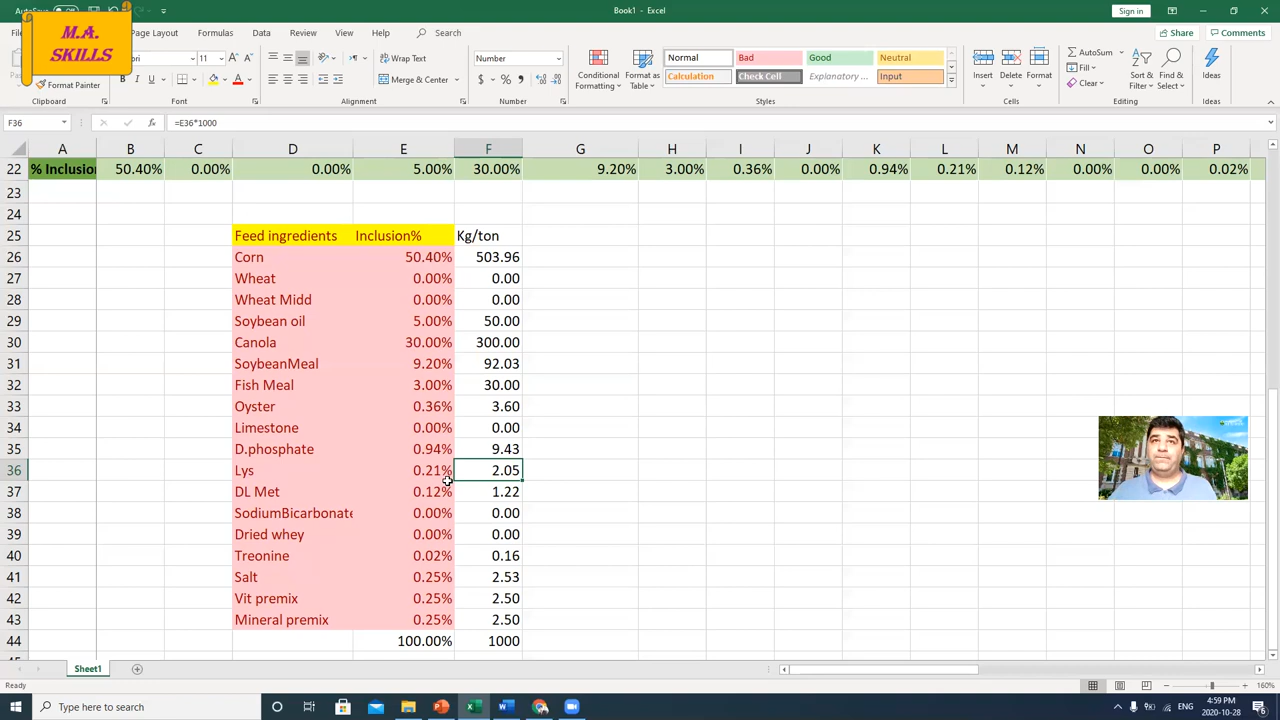 M.A.
SKILLS
AutoSave
Book1 - Excel
Sign in
Page Layout Formulas Data Review View Help Search
Share Comments
11
Wrap Text
Number
Conditional Formatting
Format as Table
Normal Bad Good Neutral
Calculation Check Cell Explanatory ... Input
Insert Delete Format
AutoSum
Fill
Clear
Sort & Filter
Find & Select
Ideas
Format Painter
Merge & Center
Clipboard Font Alignment Number Styles Cells Editing Ideas
F36 =E36*1000
A B C D E F G H I J K L M N O P
22 % Inclusion 50.40% 0.00% 0.00% 5.00% 30.00% 9.20% 3.00% 0.36% 0.00% 0.94% 0.21% 0.12% 0.00% 0.00% 0.02%
23
24
25 Feed ingredients Inclusion% Kg/ton
26 Corn 50.40% 503.96
27 Wheat 0.00% 0.00
28 Wheat Midd 0.00% 0.00
29 Soybean oil 5.00% 50.00
30 Canola 30.00% 300.00
31 SoybeanMeal 9.20% 92.03
32 Fish Meal 3.00% 30.00
33 Oyster 0.36% 3.60
34 Limestone 0.00% 0.00
35 D.phosphate 0.94% 9.43
36 Lys 0.21% 2.05
37 DL Met 0.12% 1.22
38 SodiumBicarbonate 0.00% 0.00
39 Dried whey 0.00% 0.00
40 Treonine 0.02% 0.16
41 Salt 0.25% 2.53
42 Vit premix 0.25% 2.50
43 Mineral premix 0.25% 2.50
44 100.00% 1000
Sheet1
Ready
160%
Type here to search
4:59 PM
2020-10-28